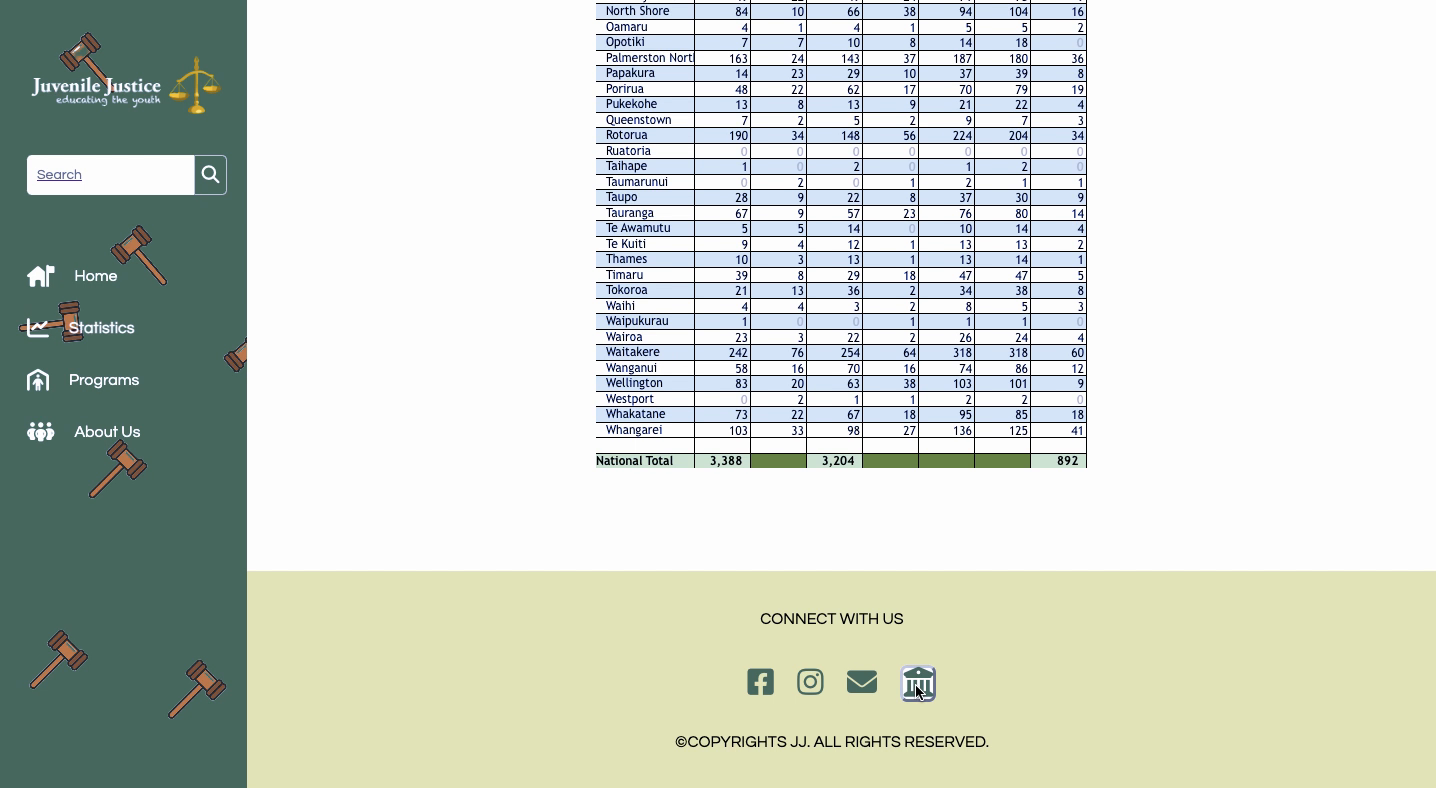 Juvenile Justice
educating the youth
Search
Home
Statistics
Programs
About Us
North Shore 84 10 66 38 94 104 16
Oamaru 4 1 4 1 5 5 2
Opotiki 7 7 10 8 14 18 0
Palmerston Nort 163 24 143 37 187 180 36
Papakura 14 23 29 10 37 39 8
Porirua 48 22 62 17 70 79 19
Pukekohe 13 8 13 9 21 22 4
Queenstown 7 2 5 2 9 7 3
Rotorua 190 34 148 56 224 204 34
Ruatoria 0 0 0 0 0 0 0
Taihape 1 0 2 0 1 2 0
Taumarunui 0 2 0 1 2 1 1
Taupo 28 9 22 8 37 30 9
Tauranga 67 9 57 23 76 80 14
Te Awamutu 5 5 14 0 10 14 4
Te Kuiti 9 4 12 1 13 13 2
Thames 10 3 13 1 13 14 1
Timaru 39 8 29 18 47 47 5
Tokoroa 21 13 36 2 34 38 8
Waihi 4 4 3 2 8 5 3
Waipukurau 1 0 0 1 1 1 0
Wairoa 23 3 22 2 26 24 4
Waitakere 242 76 254 64 318 318 60
Wanganui 58 16 70 16 74 86 12
Wellington 83 20 63 38 103 101 9
Westport 0 2 1 1 2 2 0
Whakatane 73 22 67 18 95 85 18
Whangarei 103 33 98 27 136 125 41
National Total 3,388 3,204 892
CONNECT WITH US
©COPYRIGHTS JJ. ALL RIGHTS RESERVED.